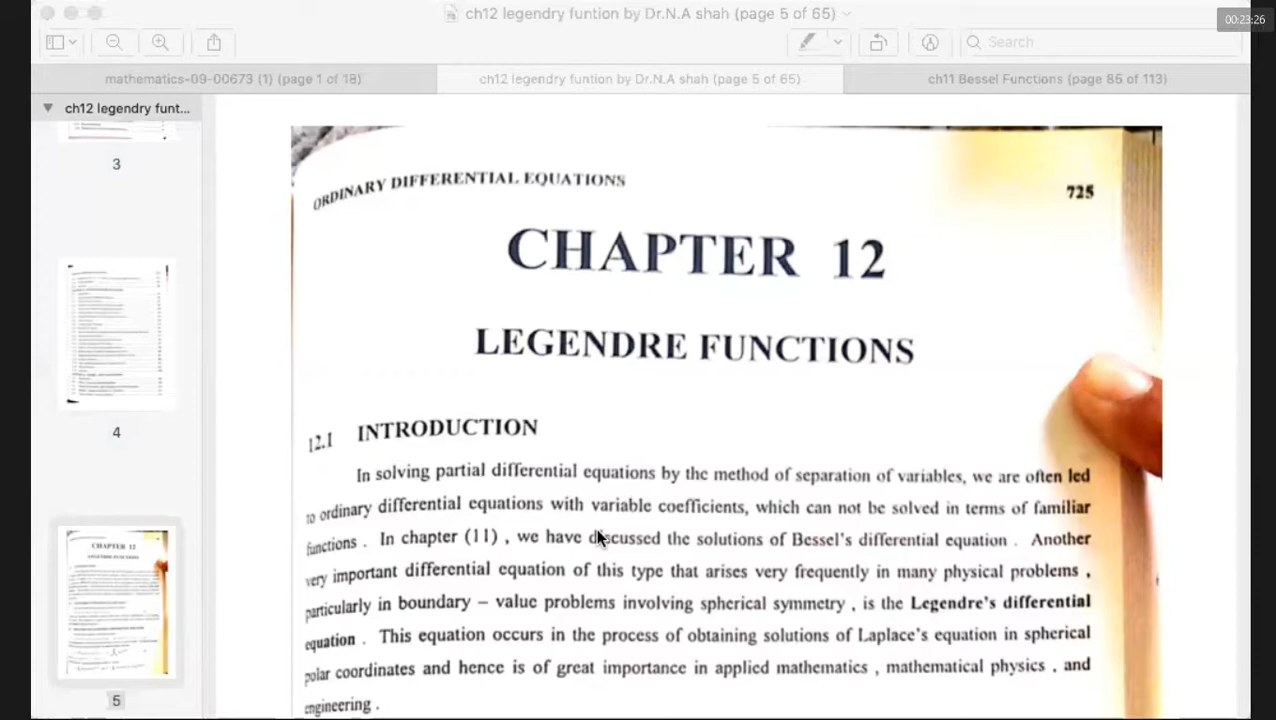 ch12 legendry funtion by Dr.N.A shah (page 5 of 65)
00:23:26
Search
mathematics-09-00673 (1) (page 1 of 18)
ch12 legendry funtion by Dr.N.A shah (page 5 of 65)
ch11 Bessel Functions (page 85 of 113)
ch12 legendry funt...
3
4
5
ORDINARY DIFFERENTIAL EQUATIONS
725
CHAPTER 12
LEGENDRE FUNCTIONS
12.1 INTRODUCTION
In solving partial differential equations by the method of separation of variables, we are often led
to ordinary differential equations with variable coefficients, which can not be solved in terms of familiar
functions . In chapter (11) , we have discussed the solutions of Bessel's differential equation . Another
very important differential equation of this type that arises very frequently in many physical problems ,
particularly in boundary – value problems involving spherical symmetry , is the Legendre's differential
equation . This equation occurs in the process of obtaining solutions of Laplace's equation in spherical
polar coordinates and hence is of great importance in applied mathematics , mathematical physics , and
engineering .